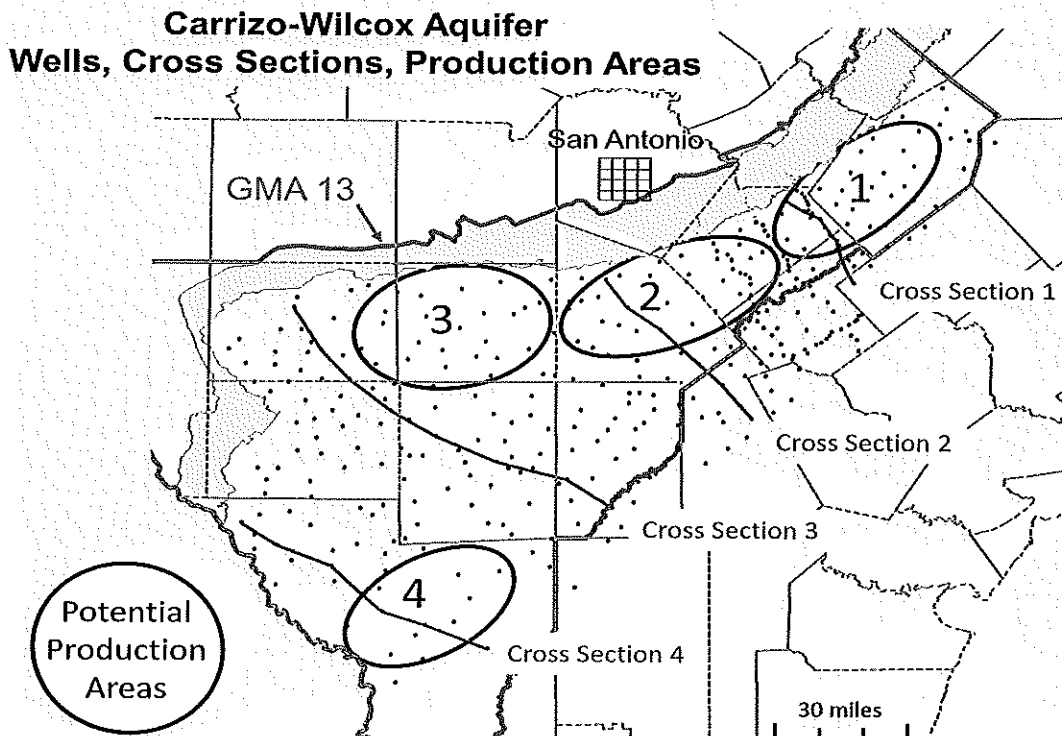 Carrizo-Wilcox Aquifer
Wells, Cross Sections, Production Areas
San Antonio
GMA 13
1
Cross Section 1
2
3
Cross Section 2
Cross Section 3
4
Cross Section 4
Potential
Production
Areas
30 miles